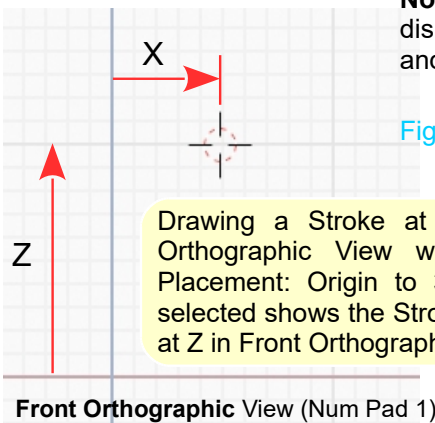 No
dis
and
X
Fig
Z
Drawing a Stroke at
Orthographic View w
Placement: Origin to
selected shows the Stro
at Z in Front Orthograph
Front Orthographic View (Num Pad 1)